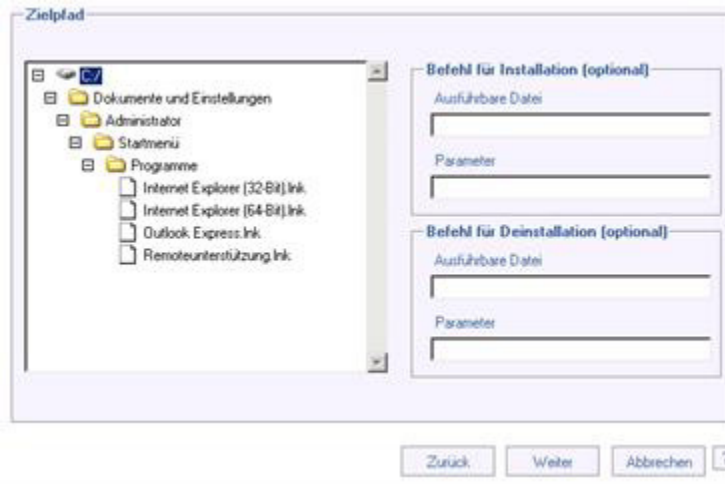 Zielpfad
C:/
Dokumente und Einstellungen
Administrator
Startmenü
Programme
Internet Explorer (32-Bit).lnk
Internet Explorer (64-Bit).lnk
Outlook Express.lnk
Remoteunterstützung.lnk
Befehl für Installation (optional)
Ausführbare Datei
Parameter
Befehl für Deinstallation (optional)
Ausführbare Datei
Parameter
Zurück
Weiter
Abbrechen